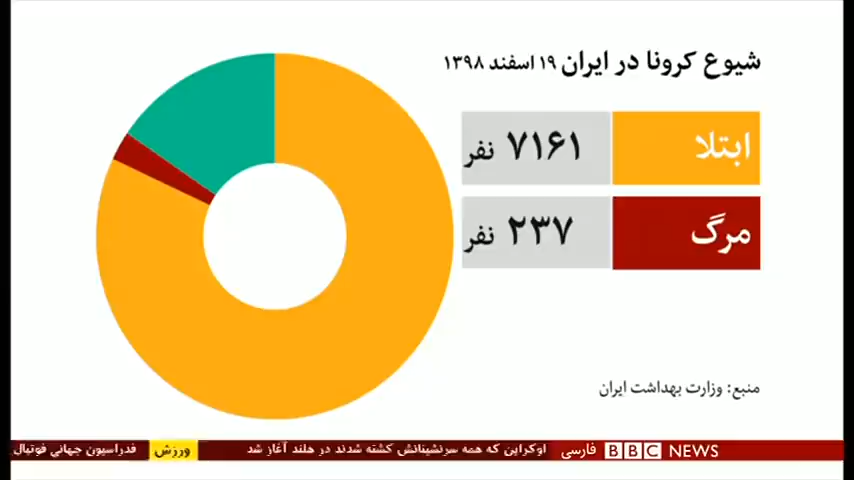 شیوع کرونا در ایران ۱۹ اسفند ۱۳۹۸
ابتلا ۷۱۶۱ نفر
مرگ ۲۳۷ نفر
منبع: وزارت بهداشت ایران
BBC NEWS فارسی اوکراین که همه سرنشینانش کشته شدند در هلند آغاز شد ورزش فدراسیون جهانی فوتبال